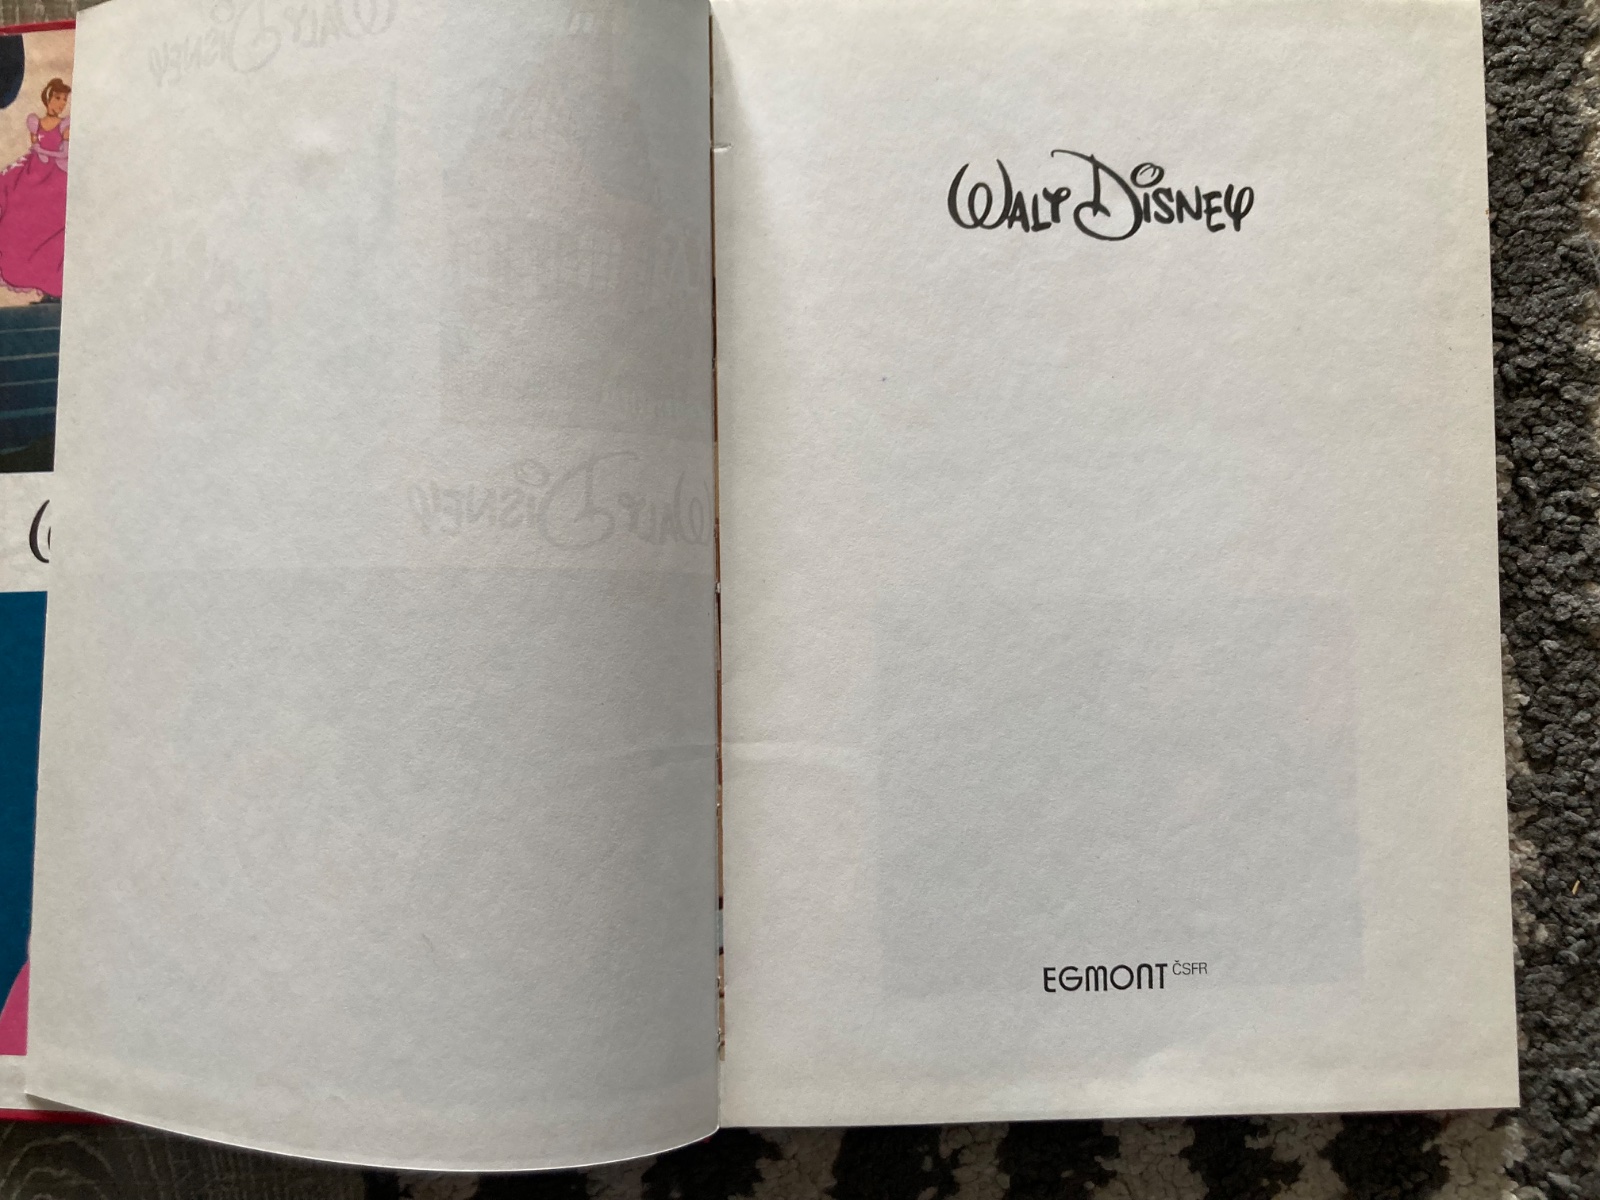 WALT DISNEY
EGMONT ČSFR